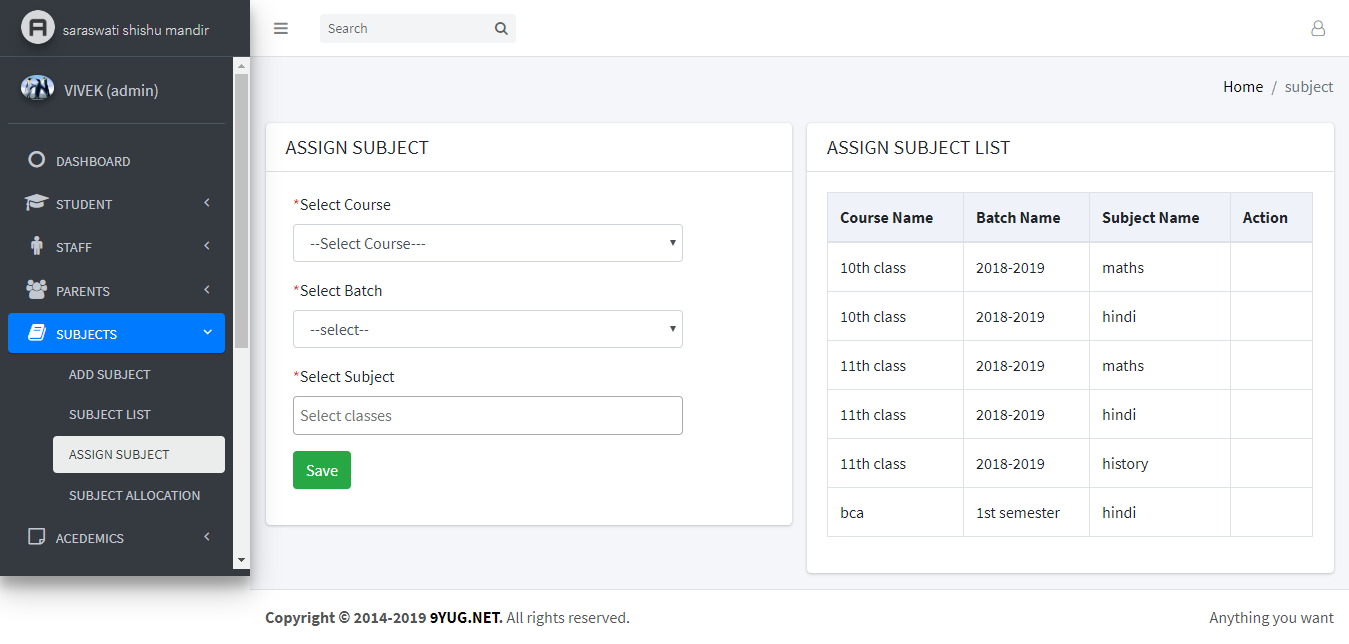 saraswati shishu mandir
Search
VIVEK (admin)
Home / subject
DASHBOARD
STUDENT
STAFF
PARENTS
SUBJECTS
ADD SUBJECT
SUBJECT LIST
ASSIGN SUBJECT
SUBJECT ALLOCATION
ACEDEMICS
ASSIGN SUBJECT
*Select Course
--Select Course---
*Select Batch
--select--
*Select Subject
Select classes
Save
ASSIGN SUBJECT LIST
Course Name Batch Name Subject Name Action
10th class 2018-2019 maths
10th class 2018-2019 hindi
11th class 2018-2019 maths
11th class 2018-2019 hindi
11th class 2018-2019 history
bca 1st semester hindi
Copyright © 2014-2019 9YUG.NET. All rights reserved. Anything you want